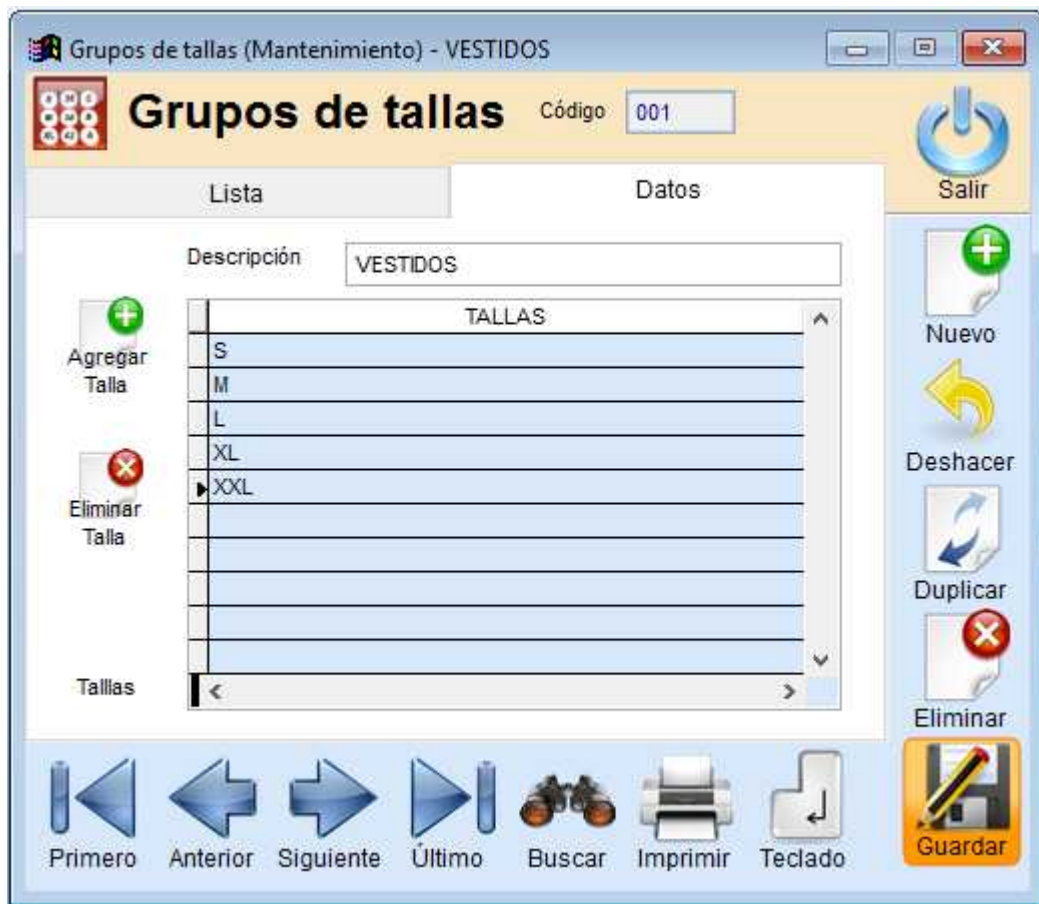 Grupos de tallas (Mantenimiento) - VESTIDOS
Grupos de tallas Código 001
Salir
Lista Datos
Descripción VESTIDOS
Nuevo
TALLAS
Agregar
Talla
S
M
L
XL
XXL
Deshacer
Eliminar
Talla
Duplicar
Talllas
Eliminar
Primero Anterior Siguiente Último Buscar Imprimir Teclado Guardar